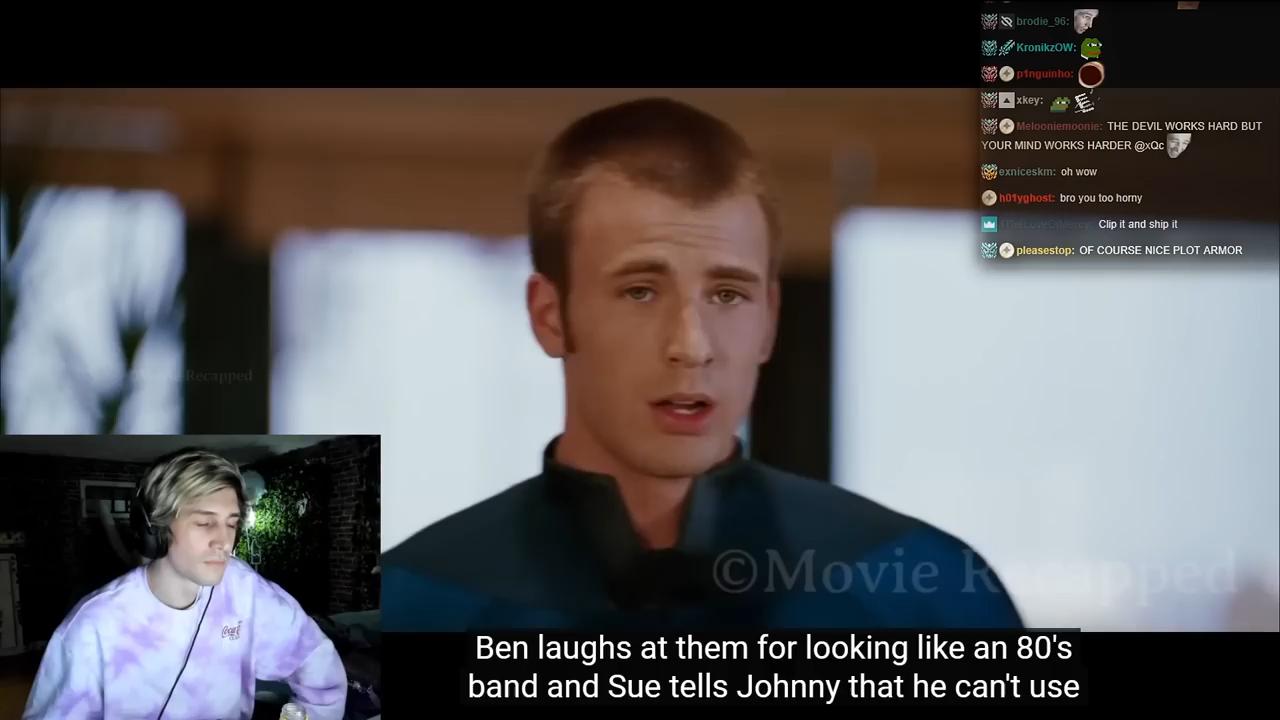 brodie_96:
KronikzOW:
p1nguinho:
xkey:
Melooniemoonie: THE DEVIL WORKS HARD BUT
YOUR MIND WORKS HARDER @xQc
exniceskm: oh wow
h01yghost: bro you too horny
Clip it and ship it
pleasestop: OF COURSE NICE PLOT ARMOR
Recapped
©Movie Recapped
Ben laughs at them for looking like an 80's
band and Sue tells Johnny that he can't use